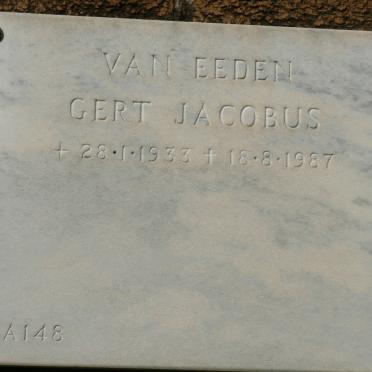 VAN EEDEN
GERT JACOBUS
+ 28·1·1933 + 18·8·1987
A148